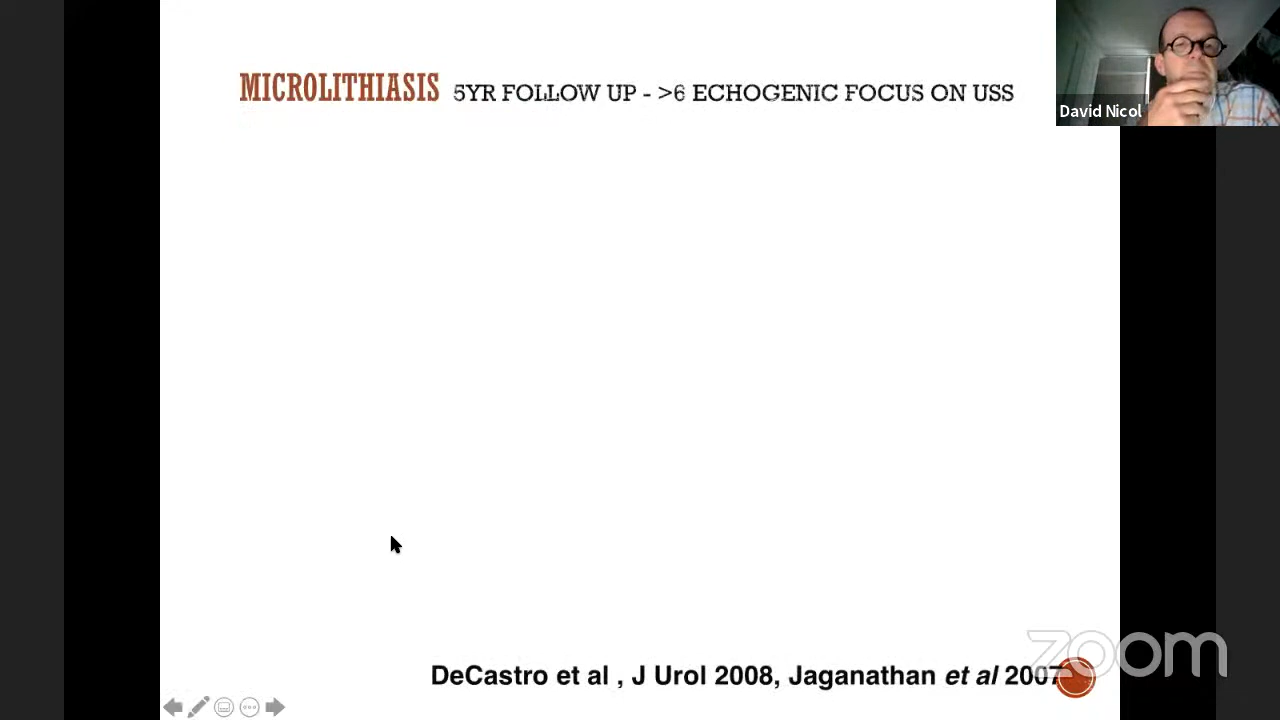 MICROLITHIASIS 5YR FOLLOW UP - >6 ECHOGENIC FOCUS ON USS
David Nicol
DeCastro et al , J Urol 2008, Jaganathan et al 2007
zoom